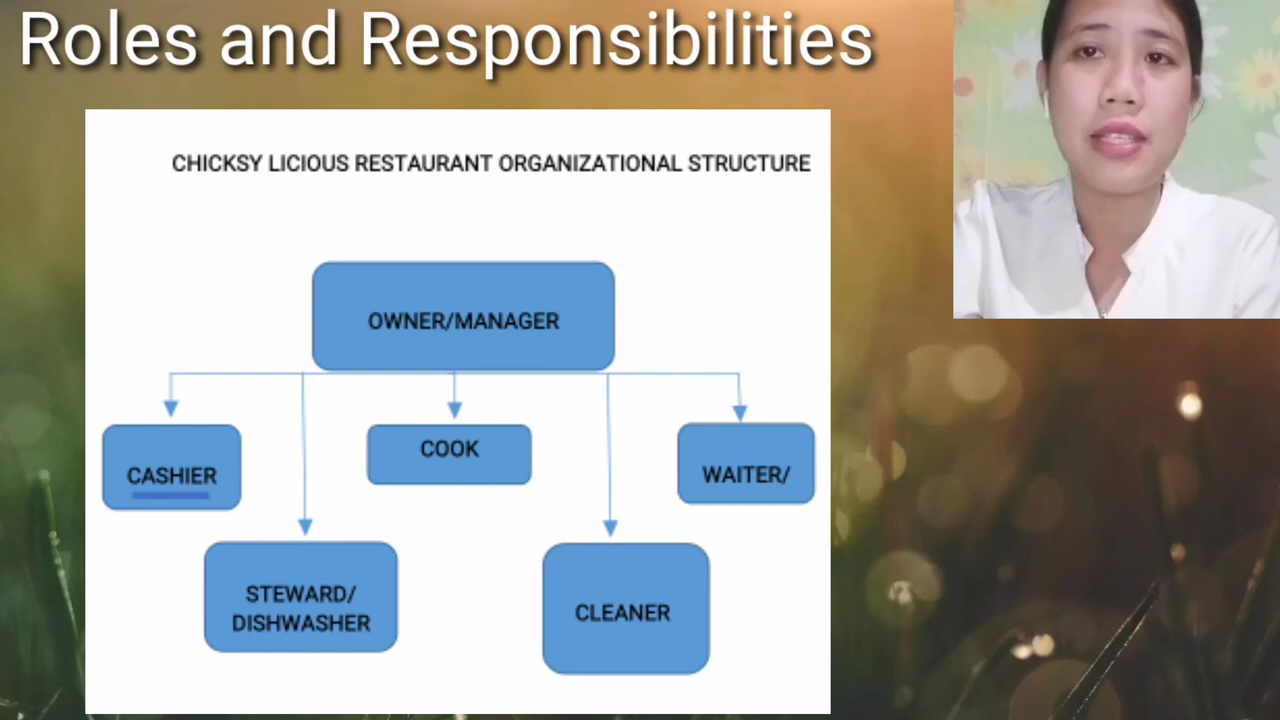 Roles and Responsibilities
CHICKSY LICIOUS RESTAURANT ORGANIZATIONAL STRUCTURE
OWNER/MANAGER
CASHIER
COOK
WAITER/
STEWARD/
DISHWASHER
CLEANER